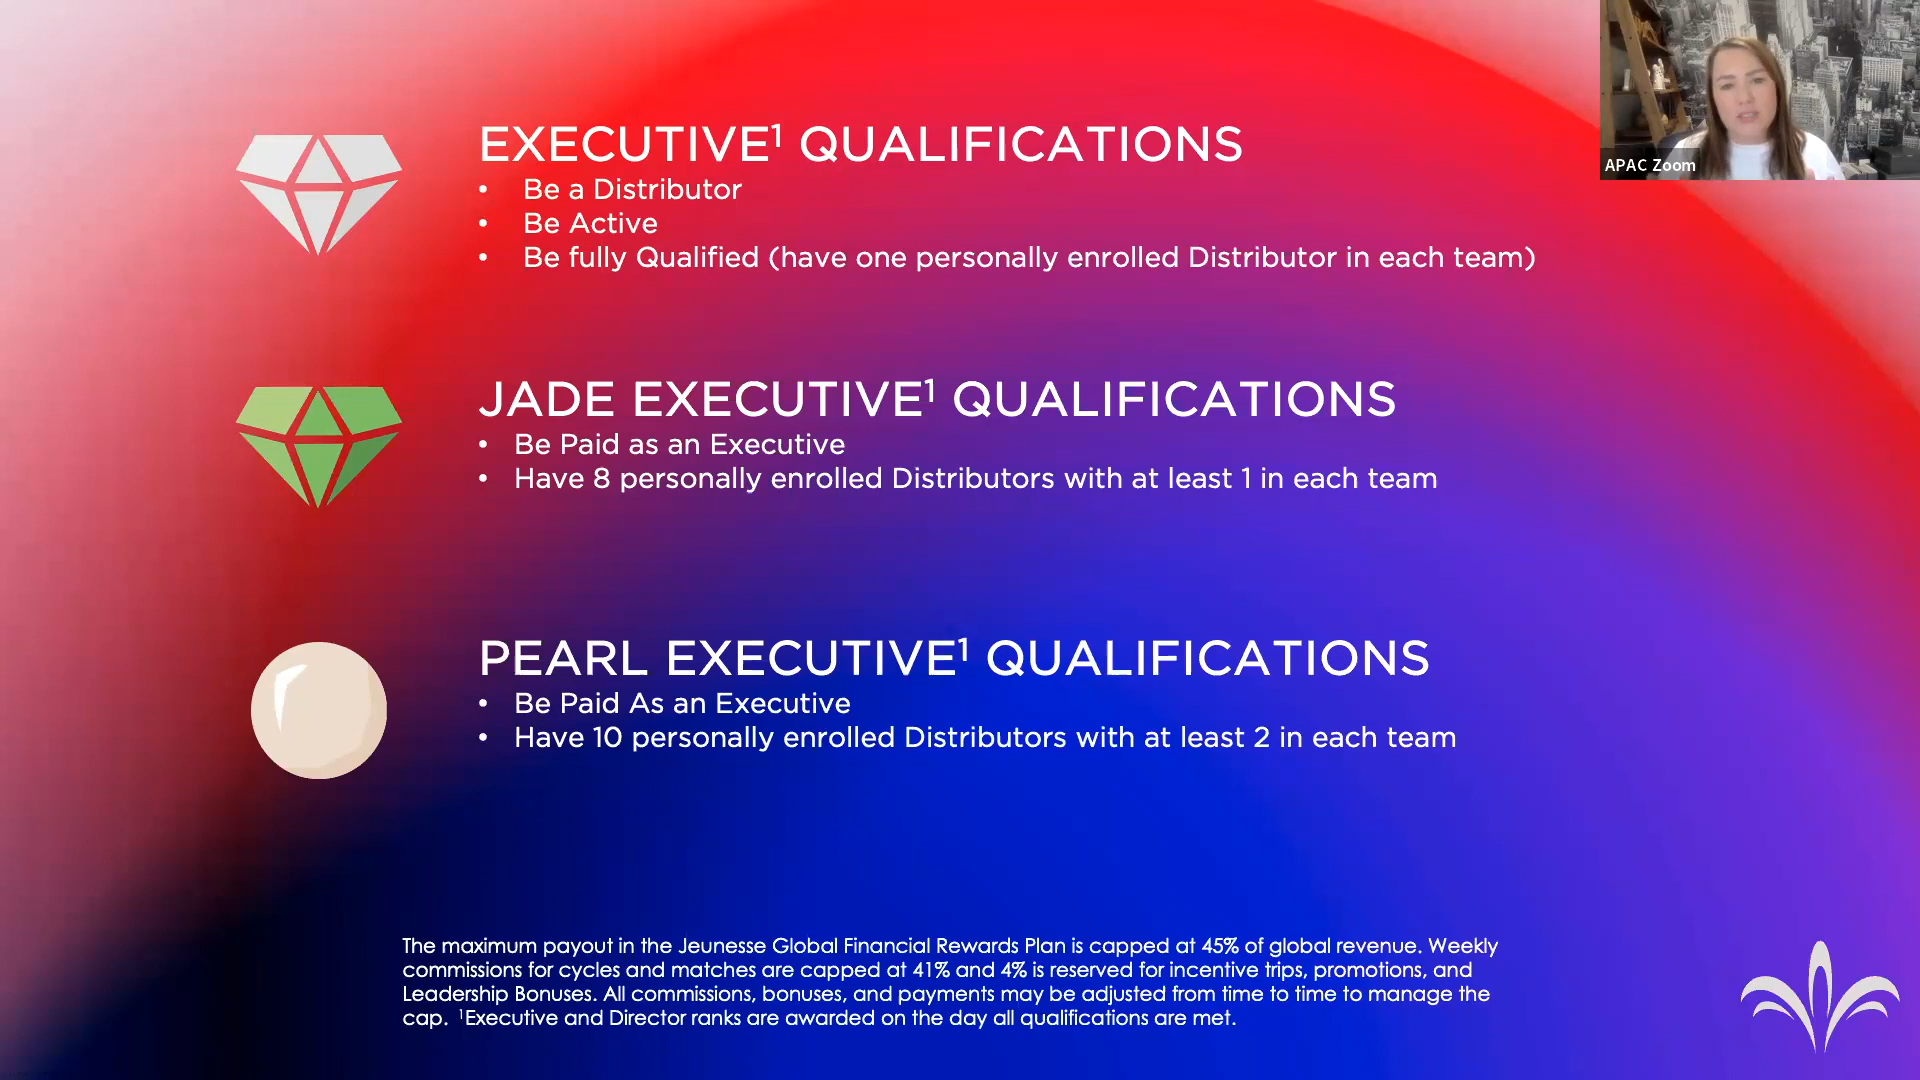 APAC Zoom
EXECUTIVE¹ QUALIFICATIONS
• Be a Distributor
• Be Active
• Be fully Qualified (have one personally enrolled Distributor in each team)
JADE EXECUTIVE¹ QUALIFICATIONS
• Be Paid as an Executive
• Have 8 personally enrolled Distributors with at least 1 in each team
PEARL EXECUTIVE¹ QUALIFICATIONS
• Be Paid As an Executive
• Have 10 personally enrolled Distributors with at least 2 in each team
The maximum payout in the Jeunesse Global Financial Rewards Plan is capped at 45% of global revenue. Weekly
commissions for cycles and matches are capped at 41% and 4% is reserved for incentive trips, promotions, and
Leadership Bonuses. All commissions, bonuses, and payments may be adjusted from time to time to manage the
cap. ¹Executive and Director ranks are awarded on the day all qualifications are met.